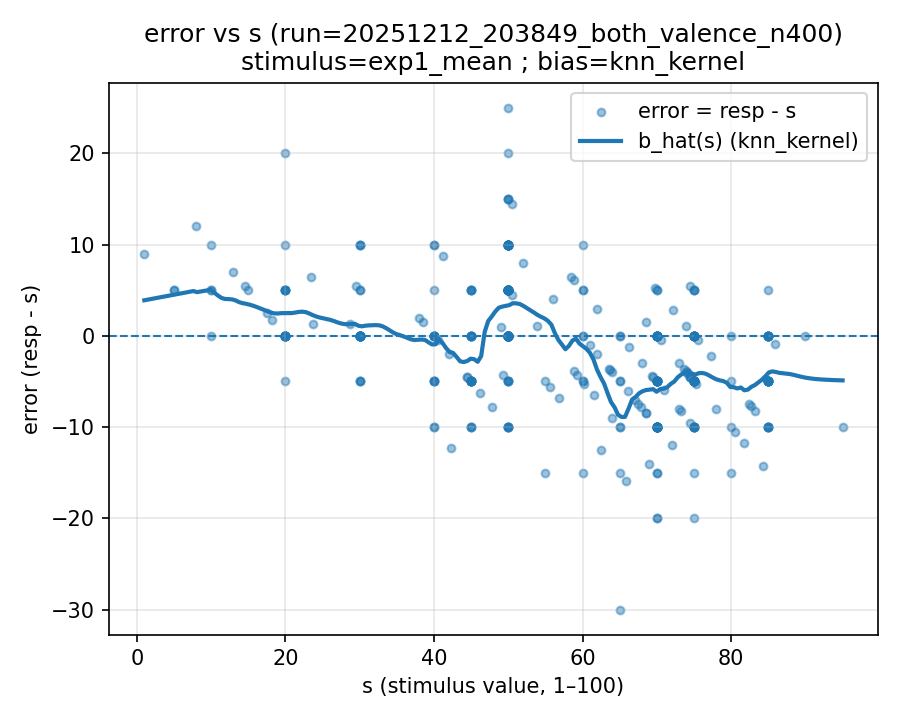 error vs s (run=20251212_203849_both_valence_n400)
stimulus=exp1_mean ; bias=knn_kernel
error = resp - s
b_hat(s) (knn_kernel)
error (resp - s)
20
10
0
−10
−20
−30
0 20 40 60 80
s (stimulus value, 1–100)